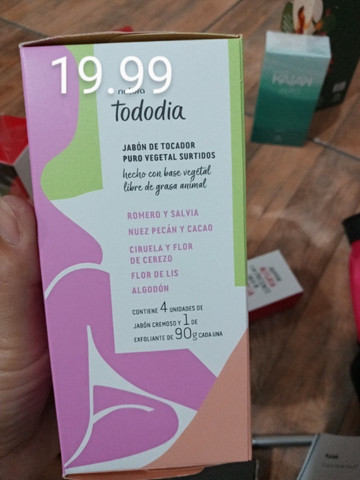 19.99
natura
tododia
JABÓN DE TOCADOR
PURO VEGETAL SURTIDOS
hecho con base vegetal
libre de grasa animal
ROMERO Y SALVIA
NUEZ PECÁN Y CACAO
CIRUELA Y FLOR
DE CEREZO
FLOR DE LIS
ALGODÓN
CONTIENE 4 UNIDADES DE
JABÓN CREMOSO Y 1 DE
EXFOLIANTE DE 90g CADA UNA
KAIAK